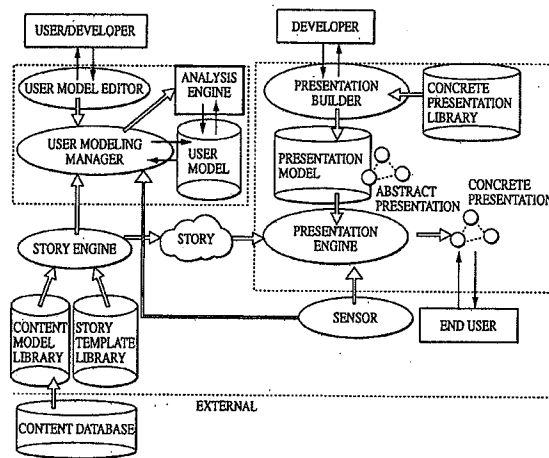 USER/DEVELOPER
DEVELOPER
USER MODEL EDITOR
ANALYSIS
ENGINE
PRESENTATION
BUILDER
CONCRETE
PRESENTATION
LIBRARY
USER MODELING
MANAGER
USER
MODEL
PRESENTATION
MODEL
ABSTRACT
PRESENTATION
CONCRETE
PRESENTATION
STORY ENGINE
STORY
PRESENTATION
ENGINE
CONTENT
MODEL
LIBRARY
STORY
TEMPLATE
LIBRARY
SENSOR
END USER
EXTERNAL
CONTENT DATABASE